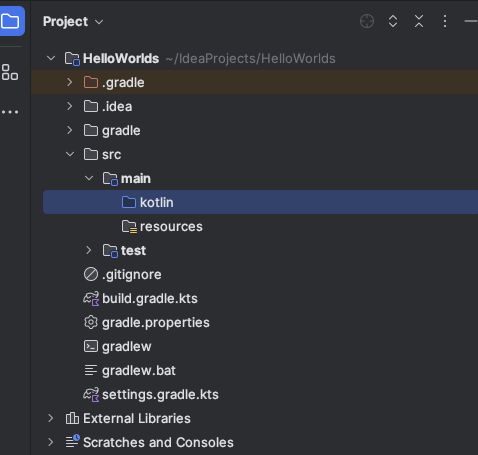 Project
HelloWorlds ~/IdeaProjects/HelloWorlds
.gradle
.idea
gradle
src
main
kotlin
resources
test
.gitignore
build.gradle.kts
gradle.properties
gradlew
gradlew.bat
settings.gradle.kts
External Libraries
Scratches and Consoles